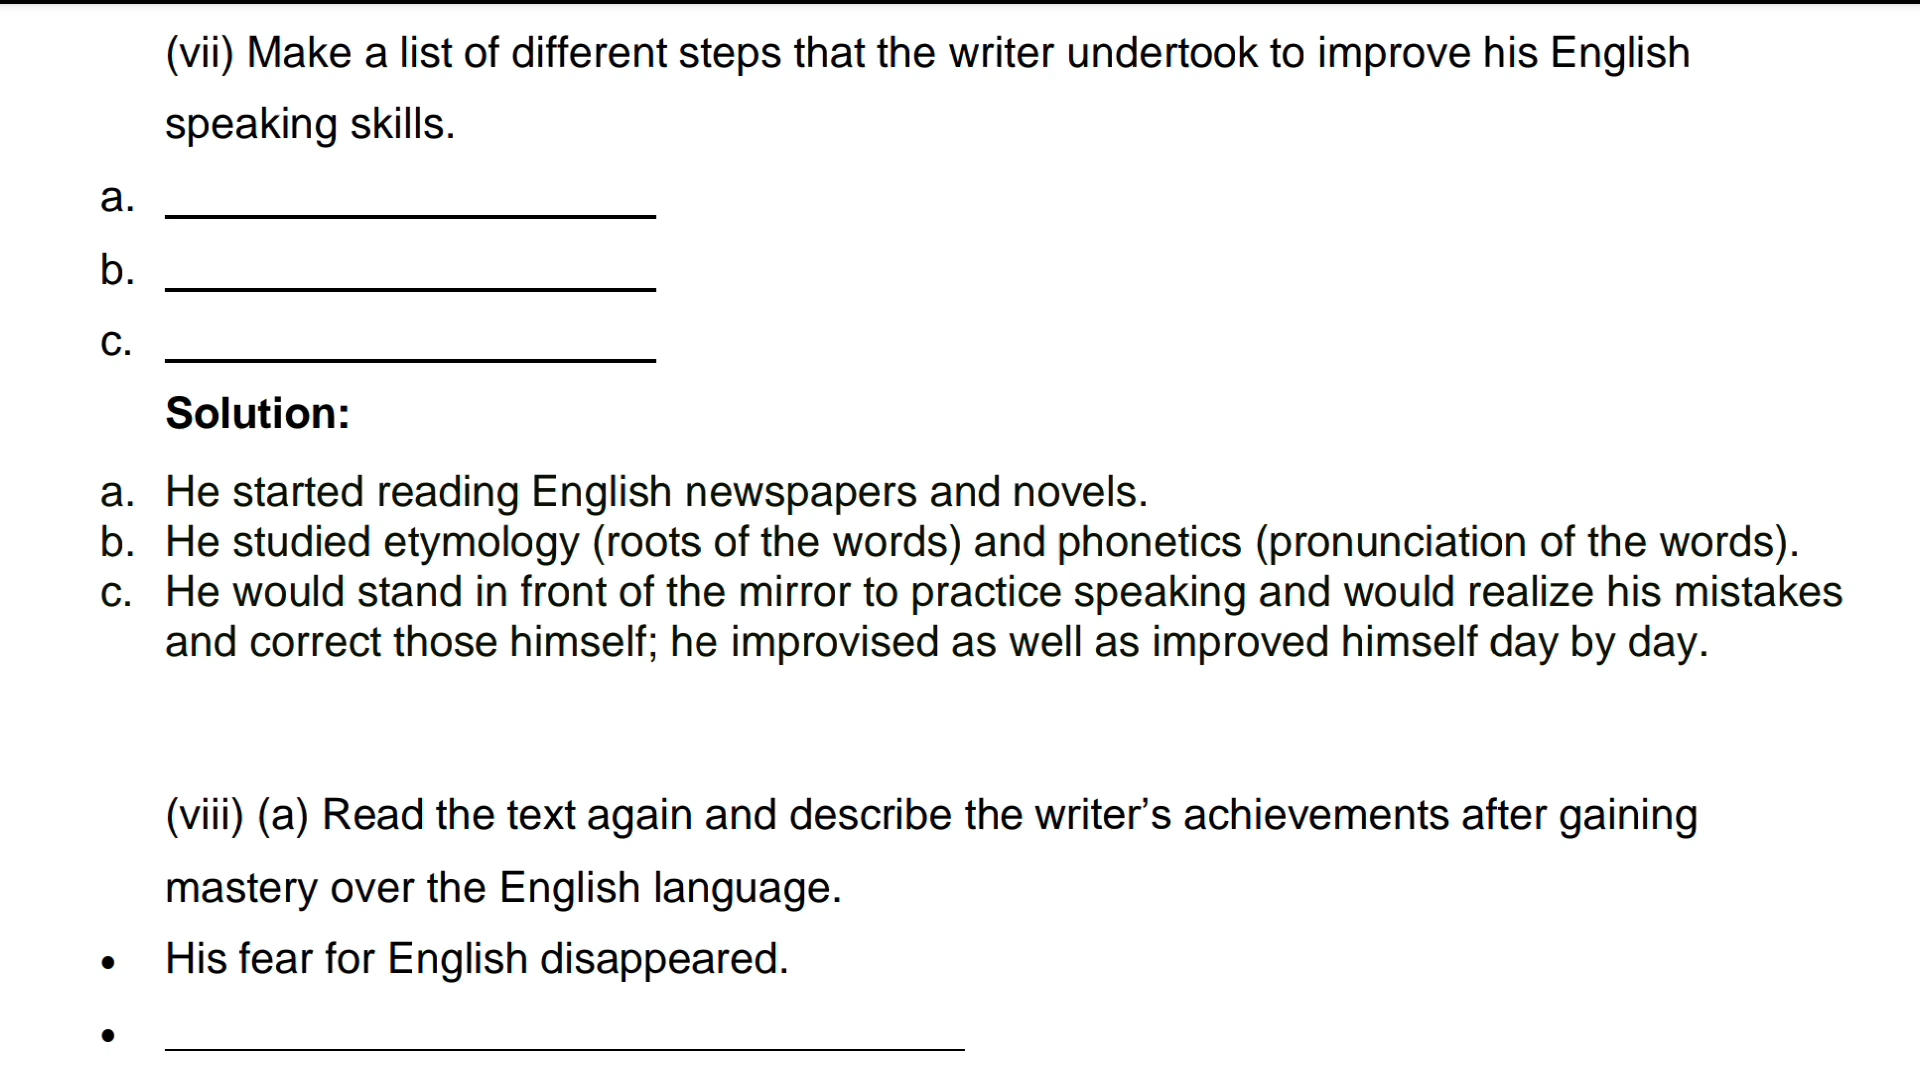 (vii) Make a list of different steps that the writer undertook to improve his English
speaking skills.
a.
b.
c.
Solution:
a. He started reading English newspapers and novels.
b. He studied etymology (roots of the words) and phonetics (pronunciation of the words).
c. He would stand in front of the mirror to practice speaking and would realize his mistakes
and correct those himself; he improvised as well as improved himself day by day.
(viii) (a) Read the text again and describe the writer’s achievements after gaining
mastery over the English language.
• His fear for English disappeared.
•